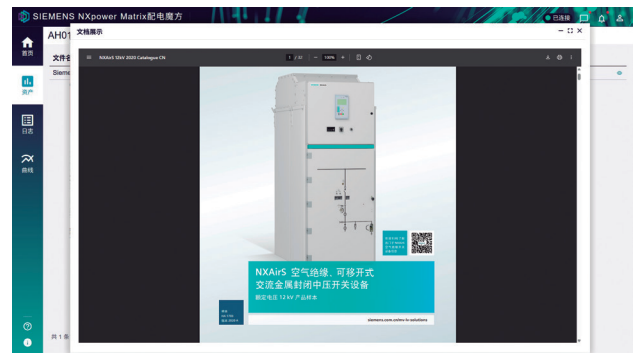 SIEMENS NXpower Matrix配电魔方
已连接
首页
资产
日志
曲线
AH01
文件名
Sieme
共 1 条
文档展示
NXAirS 12kV 2020 Catalogue CN
1 / 32
100%
NXAirS 空气绝缘、可移开式
交流金属封闭中压开关设备
额定电压 12 kV 产品样本
siemens.com.cn/mv-lv-solutions